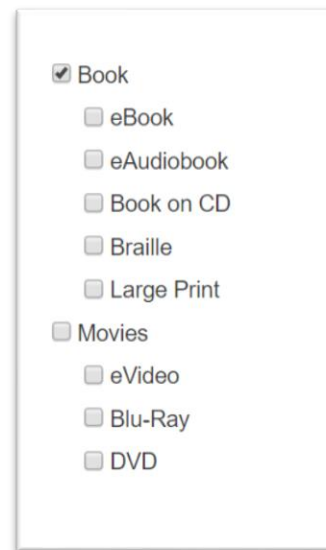 Book
eBook
eAudiobook
Book on CD
Braille
Large Print
Movies
eVideo
Blu-Ray
DVD